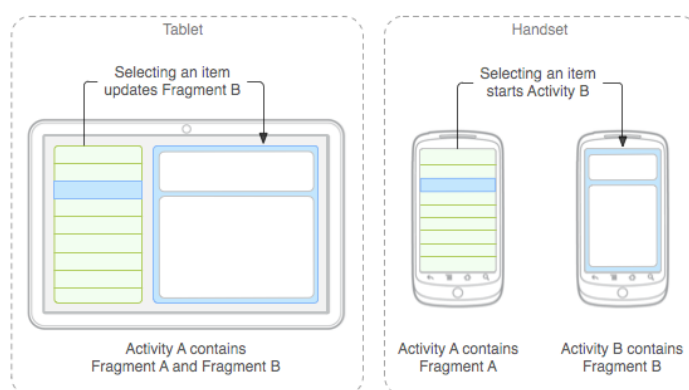 Tablet
Selecting an item
updates Fragment B
Activity A contains
Fragment A and Fragment B
Handset
Selecting an item
starts Activity B
Activity A contains
Fragment A
Activity B contains
Fragment B